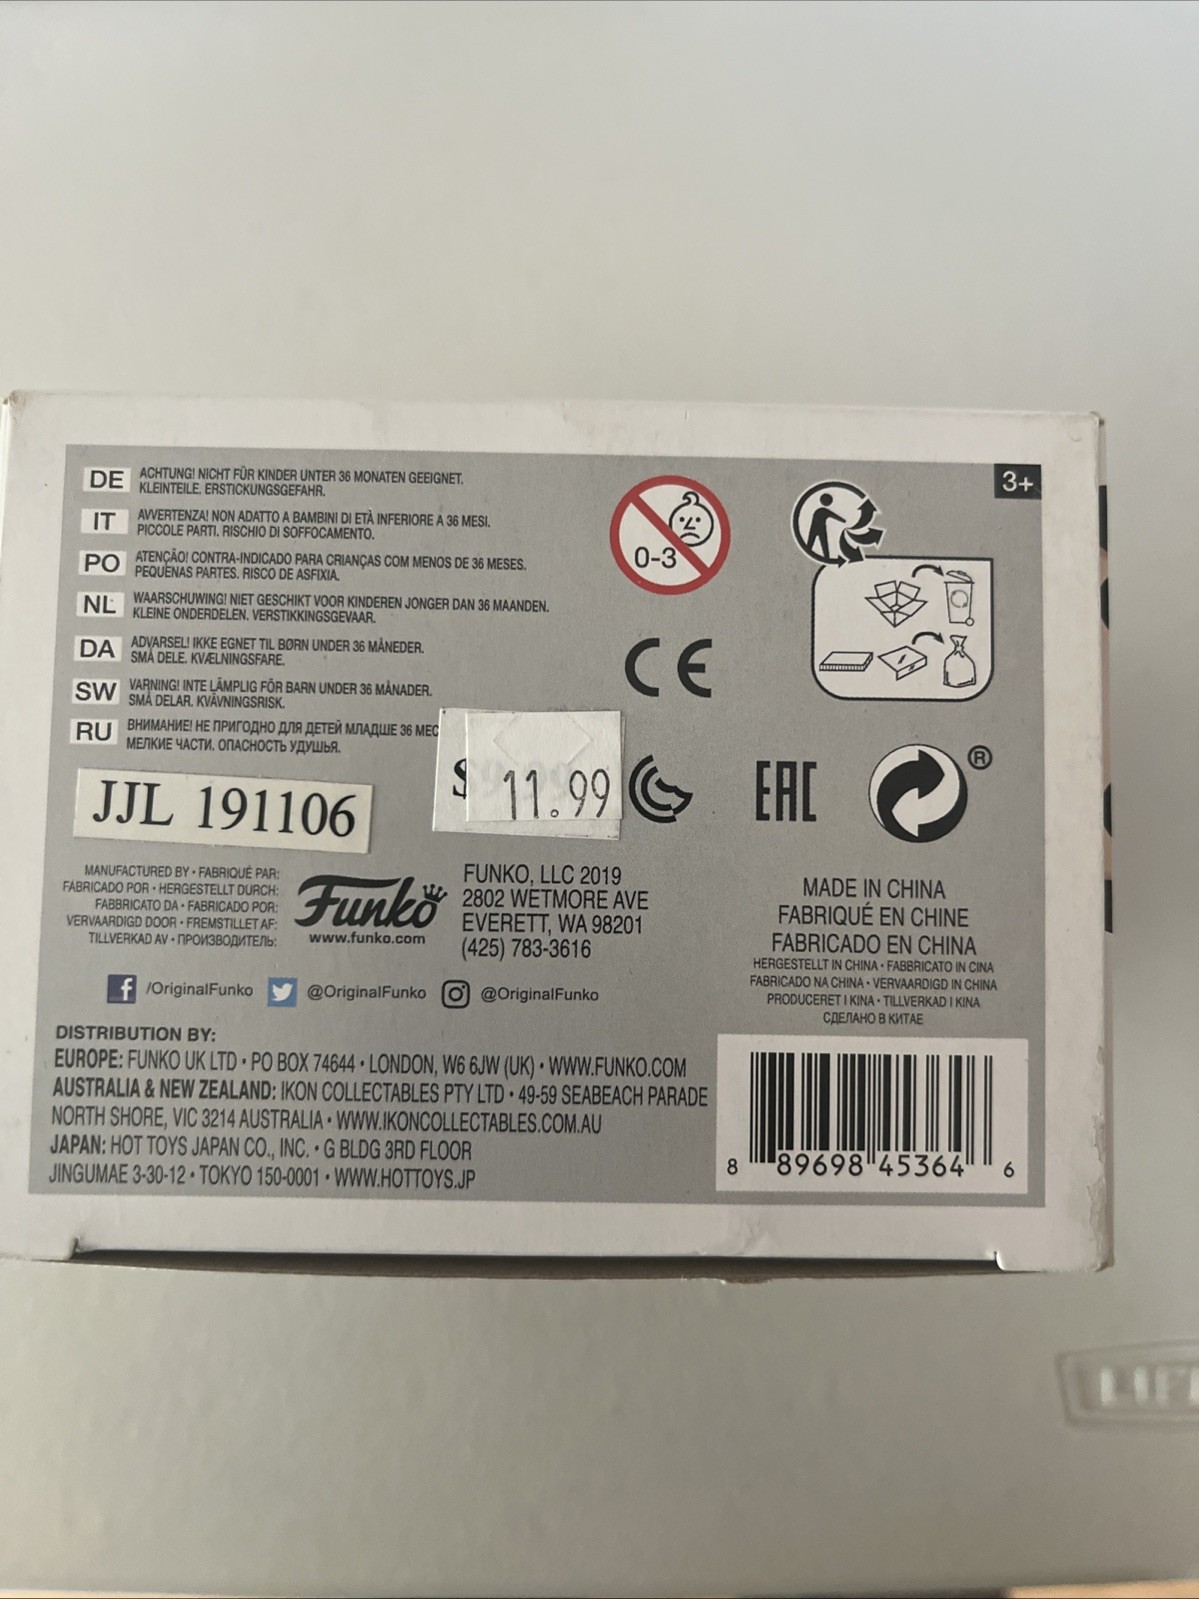 3+
DE ACHTUNG! NICHT FÜR KINDER UNTER 36 MONATEN GEEIGNET.
KLEINTEILE. ERSTICKUNGSGEFAHR.
IT AVVERTENZA! NON ADATTO A BAMBINI DI ETÀ INFERIORE A 36 MESI.
PICCOLE PARTI. RISCHIO DI SOFFOCAMENTO.
PO ATENÇÃO! CONTRA-INDICADO PARA CRIANÇAS COM MENOS DE 36 MESES.
PEQUENAS PARTES. RISCO DE ASFIXIA.
NL WAARSCHUWING! NIET GESCHIKT VOOR KINDEREN JONGER DAN 36 MAANDEN.
KLEINE ONDERDELEN. VERSTIKKINGSGEVAAR.
DA ADVARSEL! IKKE EGNET TIL BØRN UNDER 36 MÅNEDER.
SMÅ DELE. KVÆLNINGSFARE.
SW VARNING! INTE LÄMPLIG FÖR BARN UNDER 36 MÅNADER.
SMÅ DELAR. KVÄVNINGSRISK.
RU ВНИМАНИЕ! НЕ ПРИГОДНО ДЛЯ ДЕТЕЙ МЛАДШЕ 36 МЕС
МЕЛКИЕ ЧАСТИ. ОПАСНОСТЬ УДУШЬЯ.
0-3
CE
JJL 191106
$ 11.99
EAC
®
MANUFACTURED BY • FABRIQUÉ PAR:
FABRICADO POR • HERGESTELLT DURCH:
FABBRICATO DA • FABRICADO POR:
VERVAARDIGD DOOR • FREMSTILLET AF:
TILLVERKAD AV • ПРОИЗВОДИТЕЛЬ:
Funko
www.funko.com
FUNKO, LLC 2019
2802 WETMORE AVE
EVERETT, WA 98201
(425) 783-3616
MADE IN CHINA
FABRIQUÉ EN CHINE
FABRICADO EN CHINA
HERGESTELLT IN CHINA • FABBRICATO IN CINA
FABRICADO NA CHINA • VERVAARDIGD IN CHINA
PRODUCERET I KINA • TILLVERKAD I KINA
СДЕЛАНО В КИТАЕ
f /OriginalFunko @OriginalFunko @OriginalFunko
DISTRIBUTION BY:
EUROPE: FUNKO UK LTD • PO BOX 74644 • LONDON, W6 6JW (UK) • WWW.FUNKO.COM
AUSTRALIA & NEW ZEALAND: IKON COLLECTABLES PTY LTD • 49-59 SEABEACH PARADE
NORTH SHORE, VIC 3214 AUSTRALIA • WWW.IKONCOLLECTABLES.COM.AU
JAPAN: HOT TOYS JAPAN CO., INC. • G BLDG 3RD FLOOR
JINGUMAE 3-30-12 • TOKYO 150-0001 • WWW.HOTTOYS.JP
8 89698 45364 6